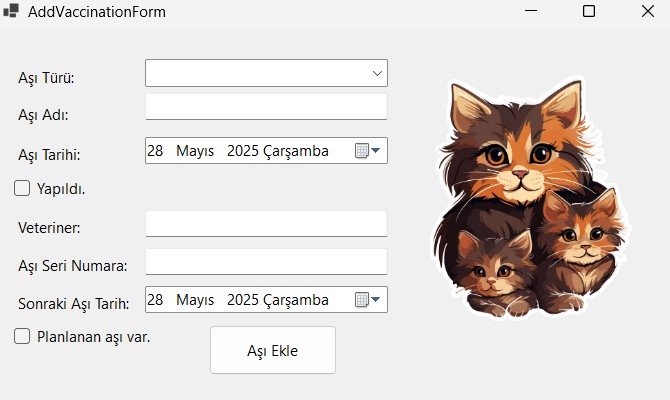 AddVaccinationForm
Aşı Türü:
Aşı Adı:
Aşı Tarihi: 28 Mayıs 2025 Çarşamba
Yapıldı.
Veteriner:
Aşı Seri Numara:
Sonraki Aşı Tarih: 28 Mayıs 2025 Çarşamba
Planlanan aşı var.
Aşı Ekle